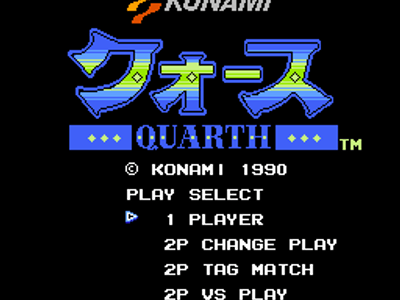 KONAMI
クォース
QUARTH TM
© KONAMI 1990
PLAY SELECT
1 PLAYER
2P CHANGE PLAY
2P TAG MATCH
2P VS PLAY